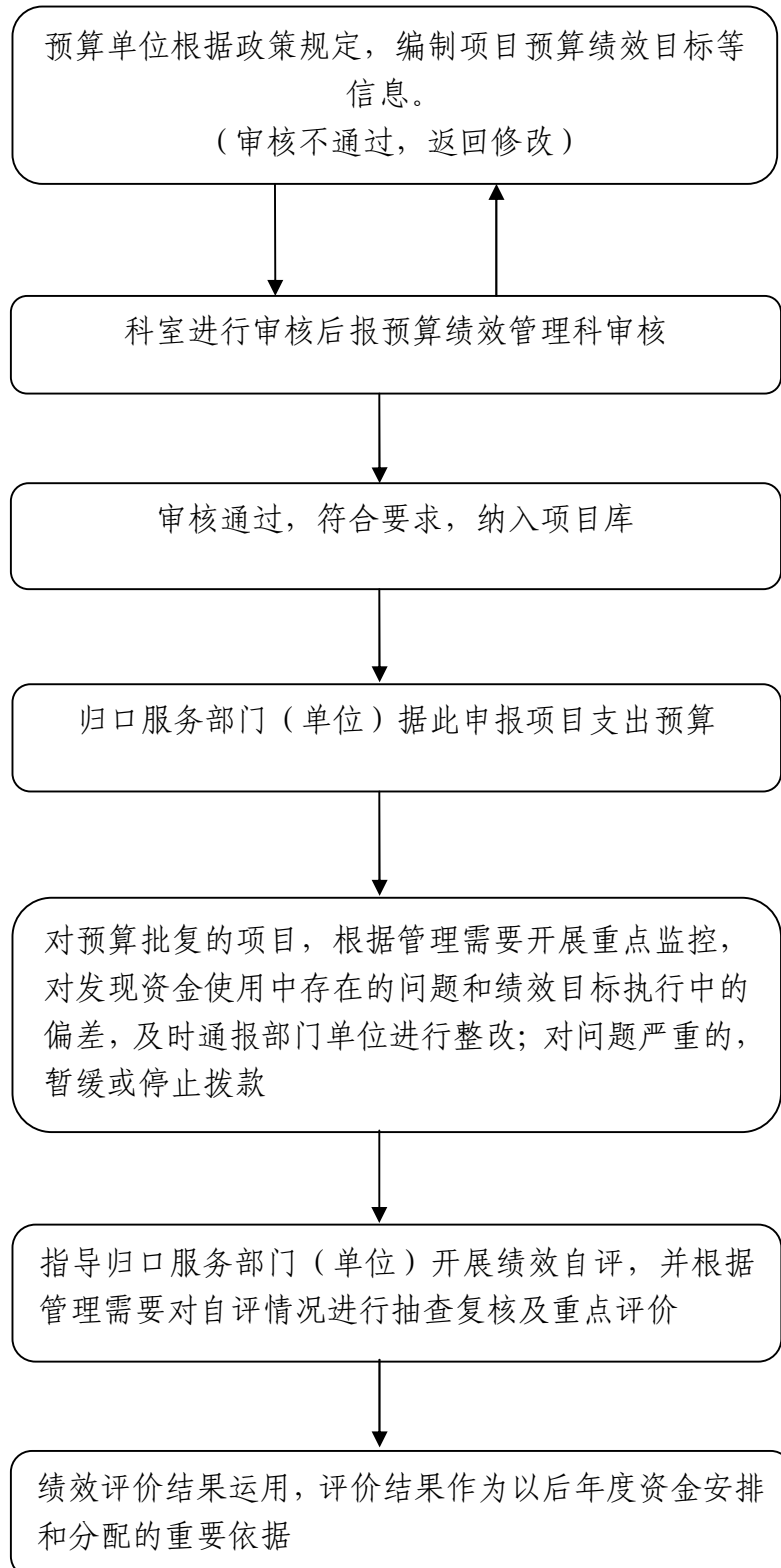 预算单位根据政策规定，编制项目预算绩效目标等
信息。
（审核不通过，返回修改）
科室进行审核后报预算绩效管理科审核
审核通过，符合要求，纳入项目库
归口服务部门（单位）据此申报项目支出预算
对预算批复的项目，根据管理需要开展重点监控，
对发现资金使用中存在的问题和绩效目标执行中的
偏差，及时通报部门单位进行整改；对问题严重的，
暂缓或停止拨款
指导归口服务部门（单位）开展绩效自评，并根据
管理需要对自评情况进行抽查复核及重点评价
绩效评价结果运用，评价结果作为以后年度资金安排
和分配的重要依据